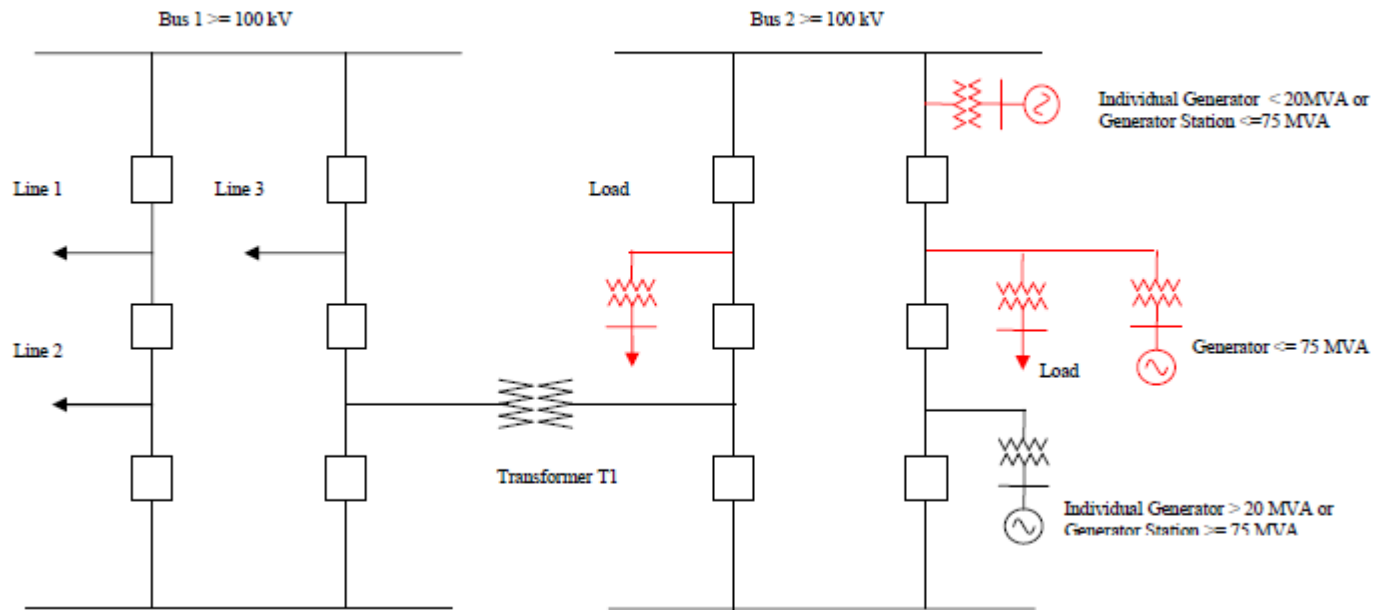 Bus 1 >= 100 kV
Bus 2 >= 100 kV
Individual Generator < 20MVA or
Generator Station <=75 MVA
Line 1
Line 3
Load
Line 2
Generator <= 75 MVA
Load
Transformer T1
Individual Generator > 20 MVA or
Generator Station >= 75 MVA